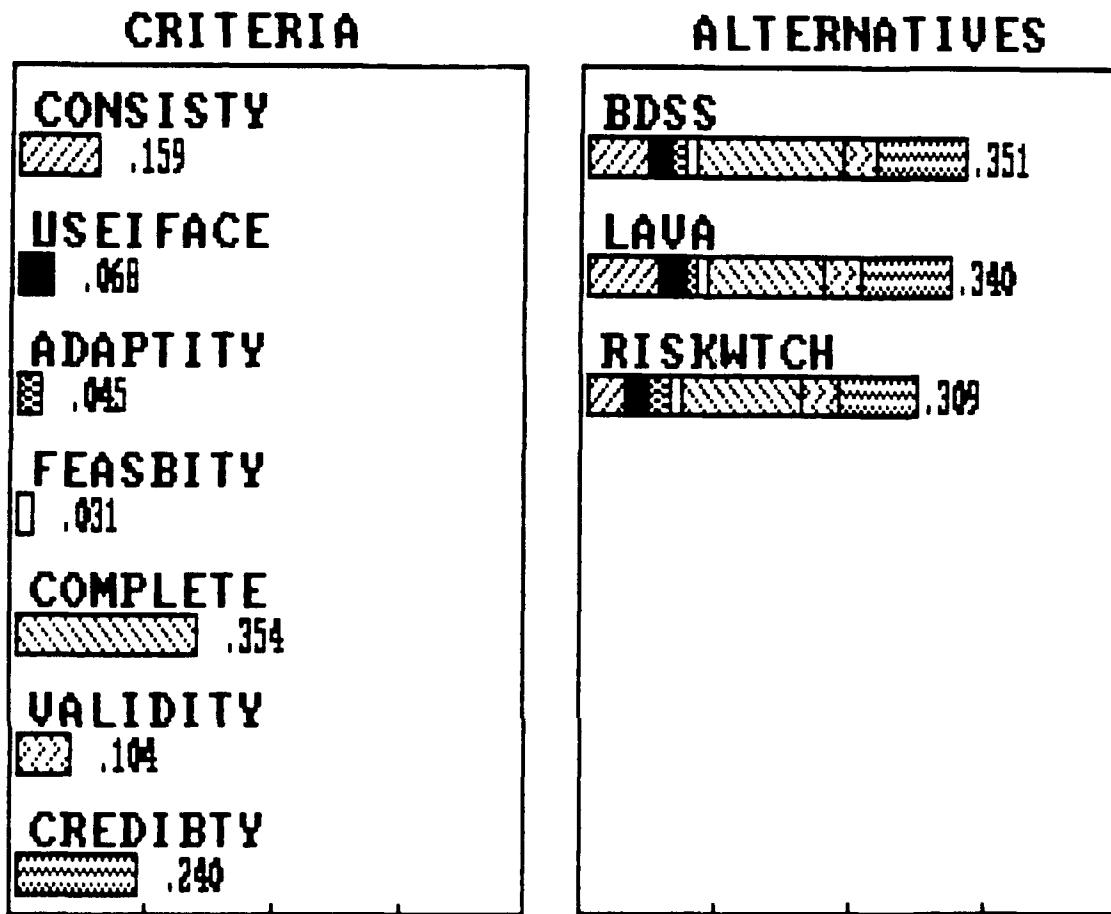 CRITERIA
CONSISTY
.159
USEIFACE
.068
ADAPTITY
.045
FEASBITY
.031
COMPLETE
.354
VALIDITY
.104
CREDIBTY
.240
ALTERNATIVES
BDSS
.351
LAVA
.340
RISKWTCH
.309